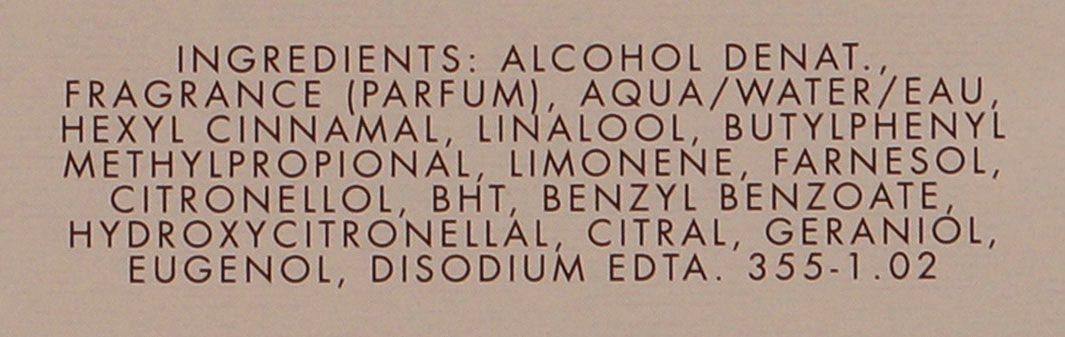 INGREDIENTS: ALCOHOL DENAT.,
FRAGRANCE (PARFUM), AQUA/WATER/EAU,
HEXYL CINNAMAL, LINALOOL, BUTYLPHENYL
METHYLPROPIONAL, LIMONENE, FARNESOL,
CITRONELLOL, BHT, BENZYL BENZOATE,
HYDROXYCITRONELLAL, CITRAL, GERANIOL,
EUGENOL, DISODIUM EDTA. 355-1.02